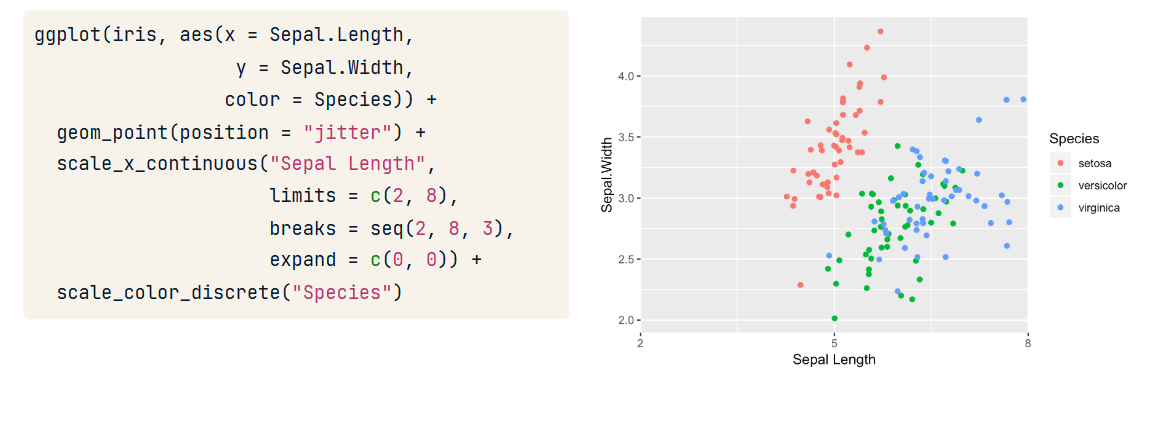 ggplot(iris, aes(x = Sepal.Length,
y = Sepal.Width,
color = Species)) +
geom_point(position = "jitter") +
scale_x_continuous("Sepal Length",
limits = c(2, 8),
breaks = seq(2, 8, 3),
expand = c(0, 0)) +
scale_color_discrete("Species")
Sepal.Width
4.0
3.5
3.0
2.5
2.0
2 5 8
Sepal Length
Species
setosa
versicolor
virginica